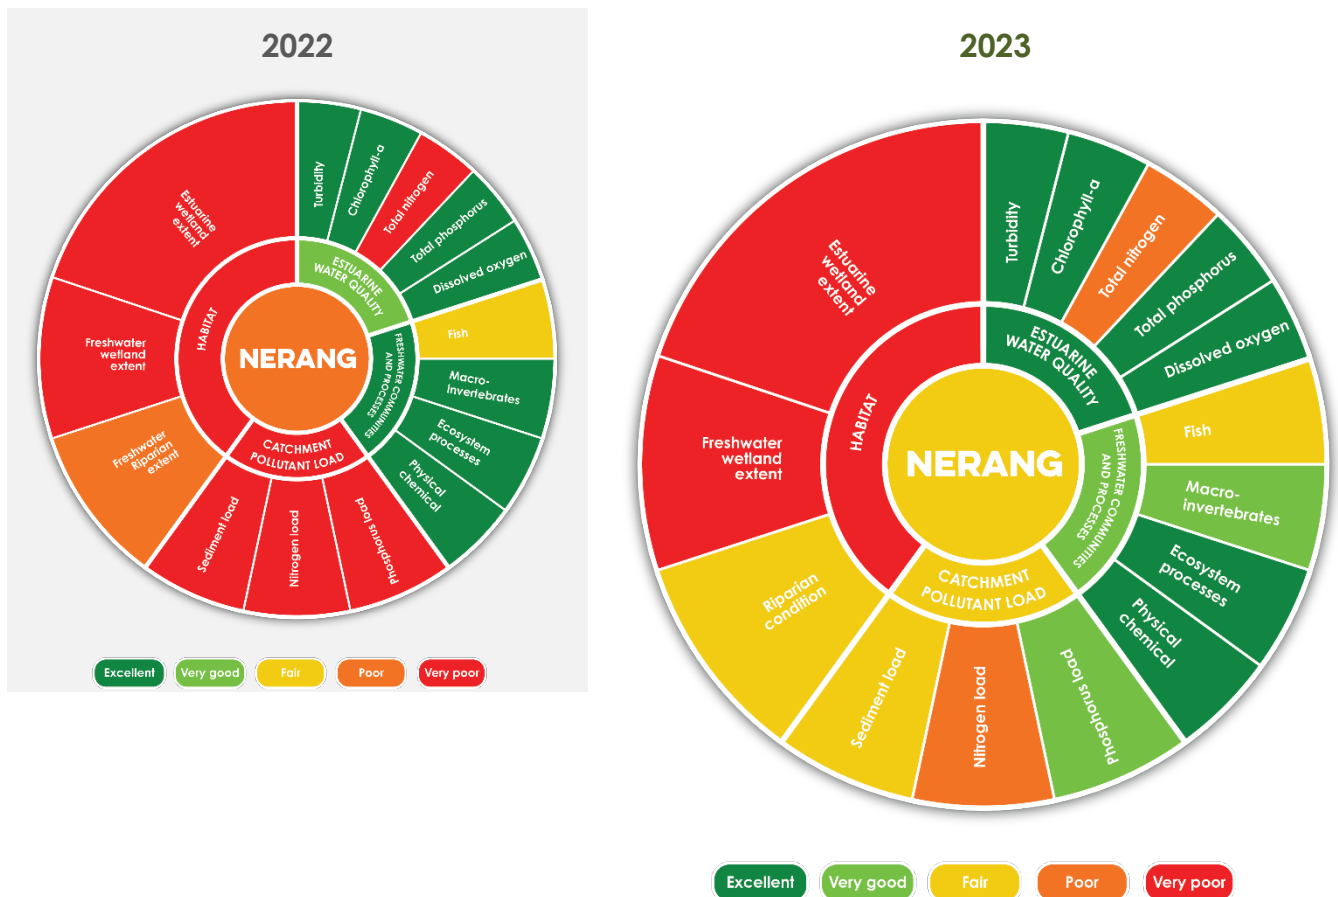 2022
Turbidity
Chlorophyll-a
Total nitrogen
Total phosphorus
Dissolved oxygen
Fish
Macro-
Invertebrates
Ecosystem
processes
Physical
chemical
Phosphorus load
Nitrogen load
Sediment load
Freshwater
Riparian
extent
Freshwater
wetland
extent
Estuarine
wetland
extent
ESTUARINE
WATER QUALITY
FRESHWATER COMMUNITIES
AND PROCESSES
CATCHMENT
POLLUTANT LOAD
HABITAT
NERANG
Excellent
Very good
Fair
Poor
Very poor
2023
Turbidity
Chlorophyll-a
Total nitrogen
Total phosphorus
Dissolved oxygen
Fish
Macro-
invertebrates
Ecosystem
processes
Physical
chemical
Phosphorus load
Nitrogen load
Sediment load
Riparian
condition
Freshwater
wetland
extent
Estuarine
wetland
extent
ESTUARINE
WATER QUALITY
FRESHWATER COMMUNITIES
AND PROCESSES
CATCHMENT
POLLUTANT LOAD
HABITAT
NERANG
Excellent
Very good
Fair
Poor
Very poor